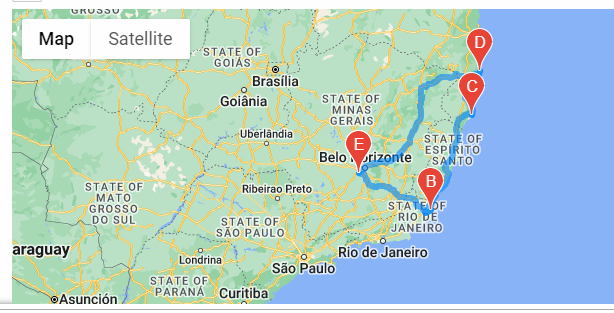 GROSSO
Map
Satellite
STATE OF
GOIÁS
Brasília
Goiânia
D
C
STATE OF
MINAS
GERAIS
Uberlândia
STATE OF
ESPÍRITO
SANTO
E
Belo Horizonte
B
STATE OF
MATO
GROSSO
DO SUL
Ribeirao Preto
STATE OF
RIO DE
JANEIRO
STATE OF
SÃO PAULO
araguay
Londrina
Rio de Janeiro
São Paulo
STATE OF
PARANÁ
Curitiba
Asunción